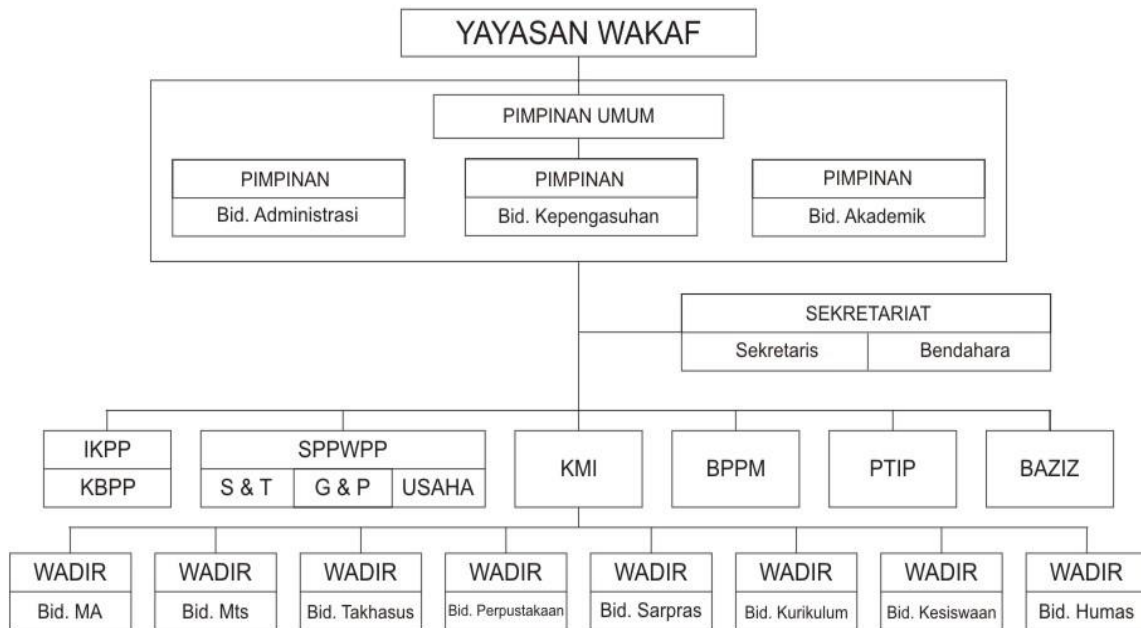 YAYASAN WAKAF
PIMPINAN UMUM
PIMPINAN
Bid. Administrasi
PIMPINAN
Bid. Kepengasuhan
PIMPINAN
Bid. Akademik
SEKRETARIAT
Sekretaris
Bendahara
IKPP
KBPP
SPPWPP
S & T
G & P
USAHA
KMI
BPPM
PTIP
BAZIZ
WADIR
Bid. MA
WADIR
Bid. Mts
WADIR
Bid. Takhasus
WADIR
Bid. Perpustakaan
WADIR
Bid. Sarpras
WADIR
Bid. Kurikulum
WADIR
Bid. Kesiswaan
WADIR
Bid. Humas